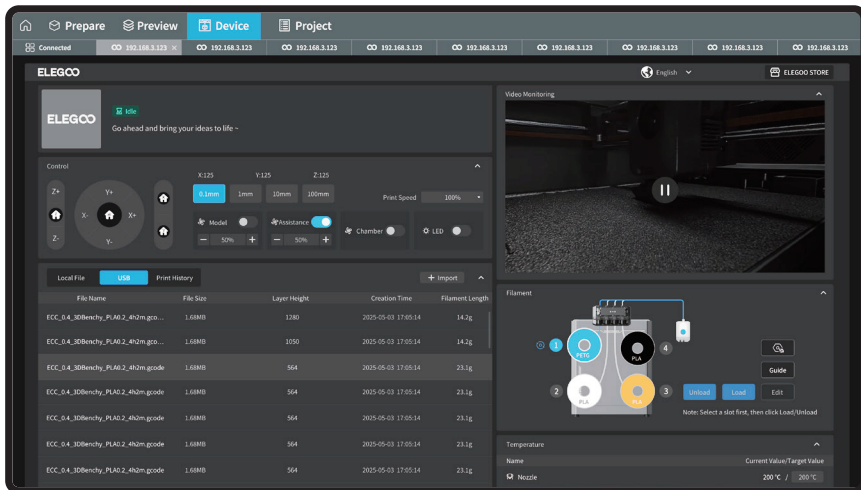 Prepare Preview Device Project
Connected 192.168.3.123 × 192.168.3.123 192.168.3.123 192.168.3.123 192.168.3.123 192.168.3.123 192.168.3.123 192.168.3.123 192.168.3.123
ELEGOO English ELEGOO STORE
ELEGOO
Idle
Go ahead and bring your ideas to life ~
Control
X:125 Y:125 Z:125
0.1mm 1mm 10mm 100mm
Print Speed 100%
Z+ Y+ X- X+ Z- Y-
Model Assistance Chamber LED
— 50% + — 50% +
Local File USB Print History + Import
File Name File Size Layer Height Creation Time Filament Length
ECC_0.4_3DBenchy_PLA0.2_4h2m.gco... 1.68MB 1280 2025-05-03 17:05:14 14.2g
ECC_0.4_3DBenchy_PLA0.2_4h2m.gco... 1.68MB 1050 2025-05-03 17:05:14 14.2g
ECC_0.4_3DBenchy_PLA0.2_4h2m.gcode 1.68MB 564 2025-05-03 17:05:14 23.1g
ECC_0.4_3DBenchy_PLA0.2_4h2m.gcode 1.68MB 564 2025-05-03 17:05:14 23.1g
ECC_0.4_3DBenchy_PLA0.2_4h2m.gcode 1.68MB 564 2025-05-03 17:05:14 23.1g
ECC_0.4_3DBenchy_PLA0.2_4h2m.gcode 1.68MB 564 2025-05-03 17:05:14 23.1g
ECC_0.4_3DBenchy_PLA0.2_4h2m.gcode 1.68MB 564 2025-05-03 17:05:14 23.1g
Video Monitoring
Filament
1 PETG PLA 4
2 PLA PLA 3
Guide
Unload Load Edit
Note: Select a slot first, then click Load/Unload
Temperature
Name Current Value/Target Value
Nozzle 200 °C / 200 °C